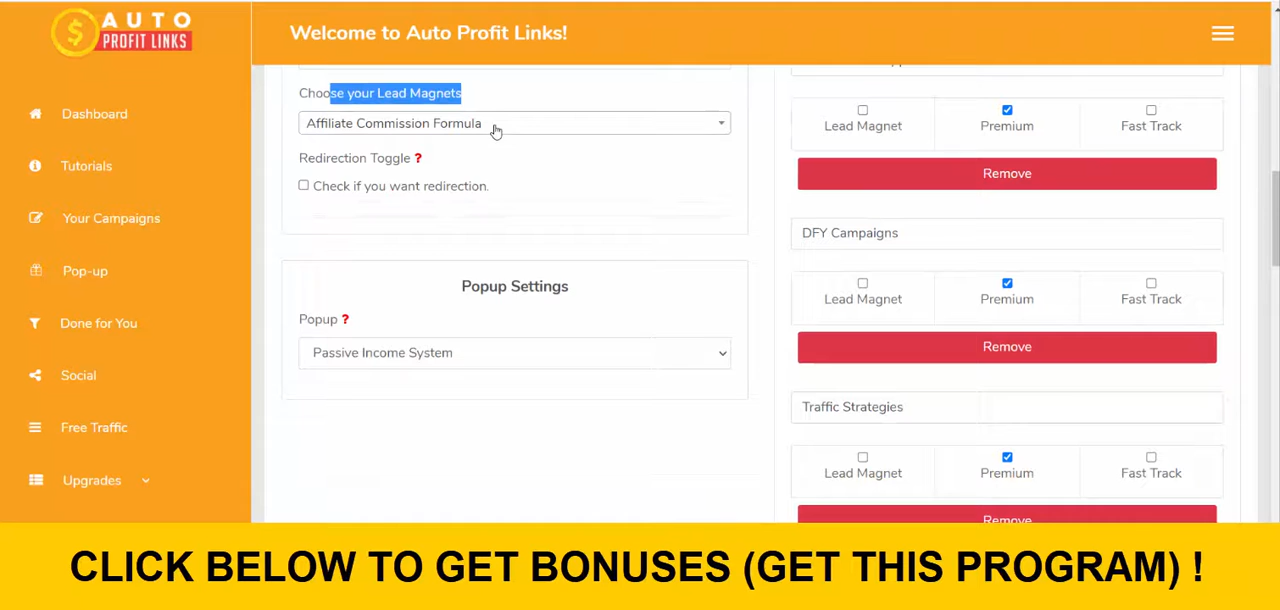 AUTO
PROFIT LINKS
Welcome to Auto Profit Links!
Dashboard
Tutorials
Your Campaigns
Pop-up
Done for You
Social
Free Traffic
Upgrades
Choose your Lead Magnets
Affiliate Commission Formula
Redirection Toggle ?
Check if you want redirection.
Popup Settings
Popup ?
Passive Income System
Lead Magnet
Premium
Fast Track
Remove
DFY Campaigns
Lead Magnet
Premium
Fast Track
Remove
Traffic Strategies
Lead Magnet
Premium
Fast Track
Remove
CLICK BELOW TO GET BONUSES (GET THIS PROGRAM) !